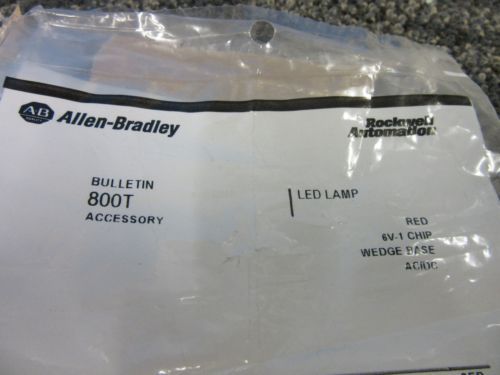 AB
Allen-Bradley
Rockwell
Automation
BULLETIN
800T
ACCESSORY
LED LAMP
RED
6V-1 CHIP
WEDGE BASE
AC/DC